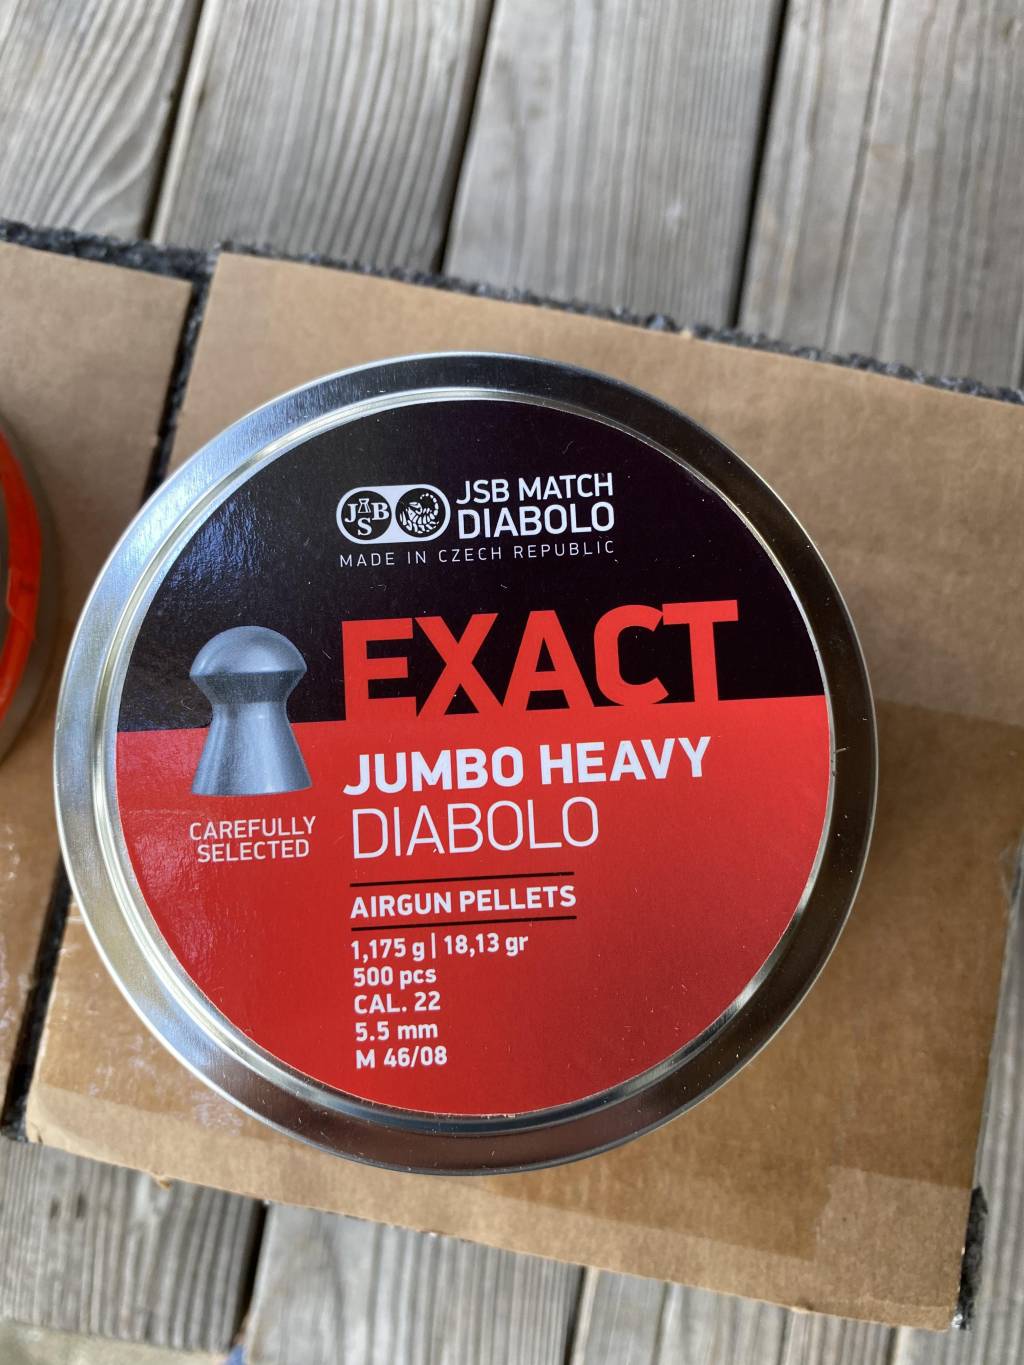 JSB
JSB MATCH
DIABOLO
MADE IN CZECH REPUBLIC
EXACT
JUMBO HEAVY
DIABOLO
CAREFULLY
SELECTED
AIRGUN PELLETS
1,175 g | 18,13 gr
500 pcs
CAL. 22
5.5 mm
M 46/08